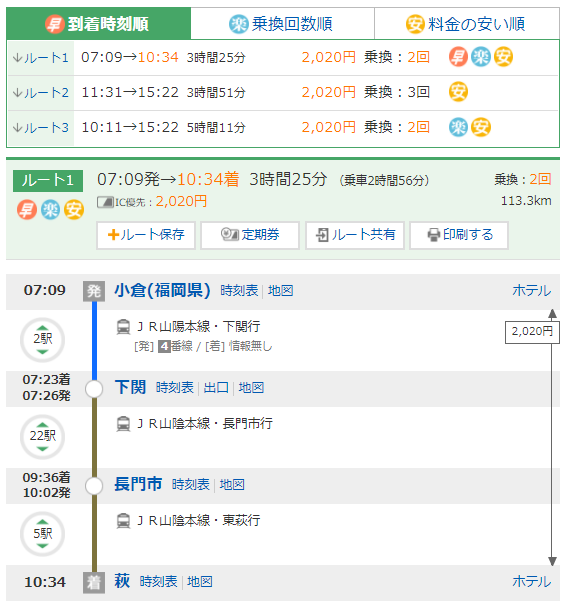 早 到着時刻順 楽 乗換回数順 安 料金の安い順
↓ルート1 07:09→10:34 3時間25分 2,020円 乗換：2回 早 楽 安
↓ルート2 11:31→15:22 3時間51分 2,020円 乗換：3回 安
↓ルート3 10:11→15:22 5時間11分 2,020円 乗換：2回 楽 安
ルート1 07:09発→10:34着 3時間25分 （乗車2時間56分） 乗換：2回
早 楽 安 IC優先：2,020円 113.3km
ルート保存 定期券 ルート共有 印刷する
07:09 発 小倉(福岡県) 時刻表 | 地図 ホテル
2駅 ＪＲ山陽本線・下関行 2,020円
[発] 4番線 / [着] 情報無し
07:23着
07:26発 下関 時刻表 | 出口 | 地図
22駅 ＪＲ山陰本線・長門市行
09:36着
10:02発 長門市 時刻表 | 地図
5駅 ＪＲ山陰本線・東萩行
10:34 着 萩 時刻表 | 地図 ホテル